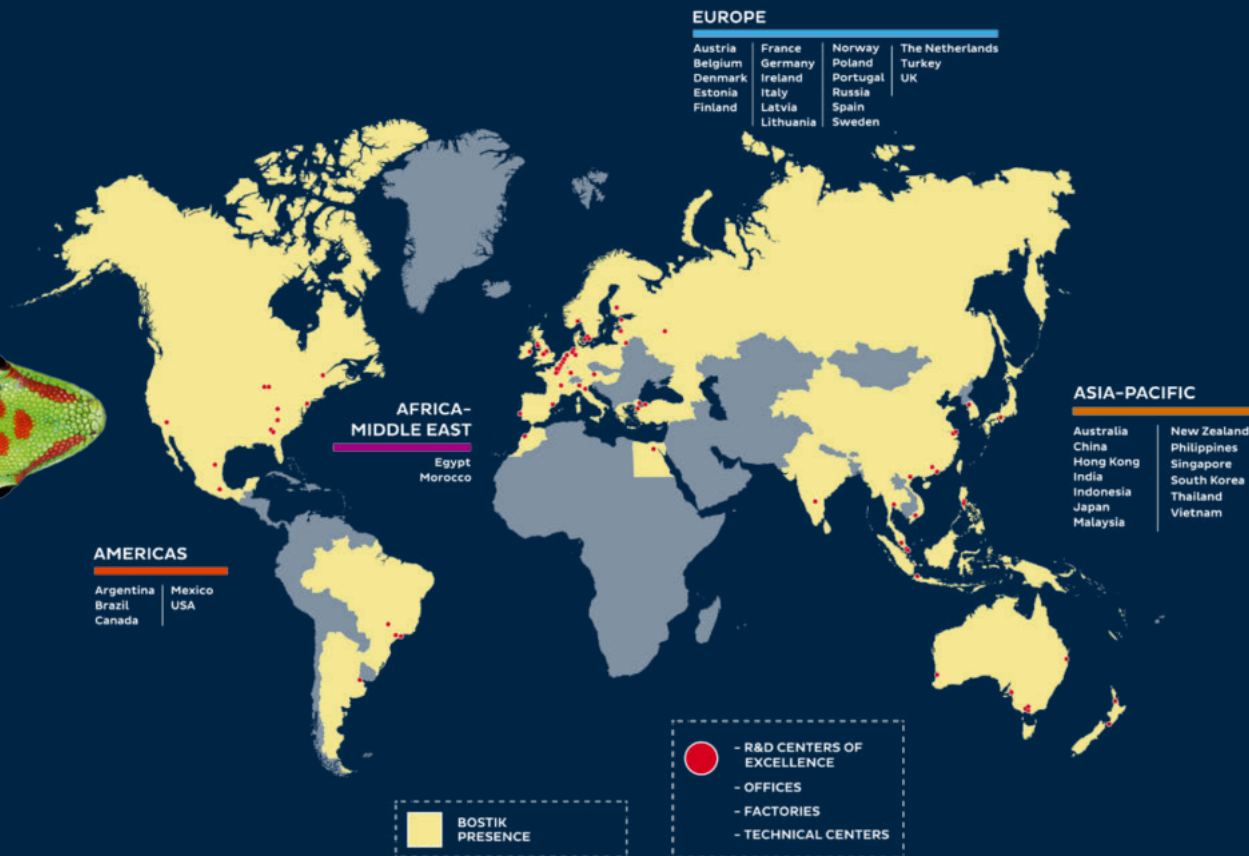 EUROPE
Austria
Belgium
Denmark
Estonia
Finland
France
Germany
Ireland
Italy
Latvia
Lithuania
Norway
Poland
Portugal
Russia
Spain
Sweden
The Netherlands
Turkey
UK
AFRICA-
MIDDLE EAST
Egypt
Morocco
ASIA-PACIFIC
Australia
China
Hong Kong
India
Indonesia
Japan
Malaysia
New Zealand
Philippines
Singapore
South Korea
Thailand
Vietnam
AMERICAS
Argentina
Brazil
Canada
Mexico
USA
BOSTIK
PRESENCE
- R&D CENTERS OF
EXCELLENCE
- OFFICES
- FACTORIES
- TECHNICAL CENTERS